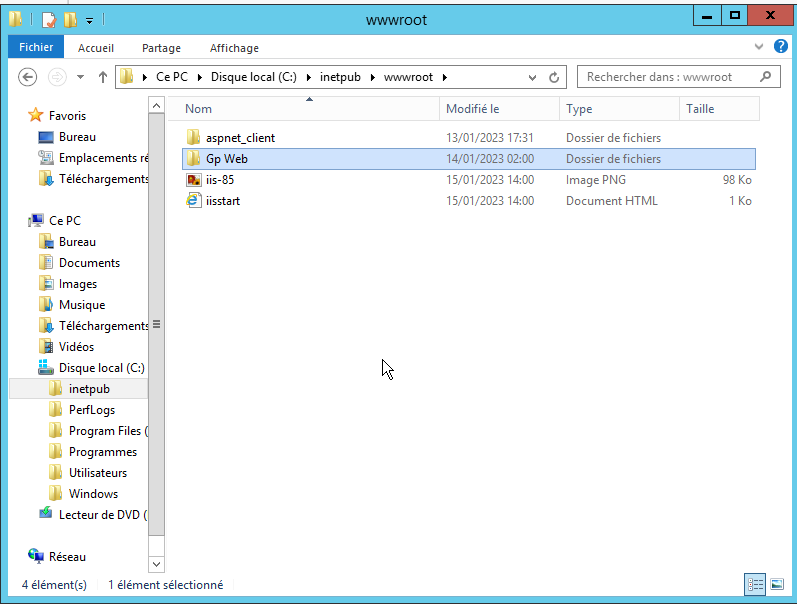 wwwroot
Fichier Accueil Partage Affichage
Ce PC Disque local (C:) inetpub wwwroot Rechercher dans : wwwroot
Nom Modifié le Type Taille
aspnet_client 13/01/2023 17:31 Dossier de fichiers
Gp Web 14/01/2023 02:00 Dossier de fichiers
iis-85 15/01/2023 14:00 Image PNG 98 Ko
iisstart 15/01/2023 14:00 Document HTML 1 Ko
Favoris
Bureau
Emplacements ré
Téléchargements
Ce PC
Bureau
Documents
Images
Musique
Téléchargements
Vidéos
Disque local (C:)
inetpub
PerfLogs
Program Files (
Programmes
Utilisateurs
Windows
Lecteur de DVD (
Réseau
4 élément(s) 1 élément sélectionné